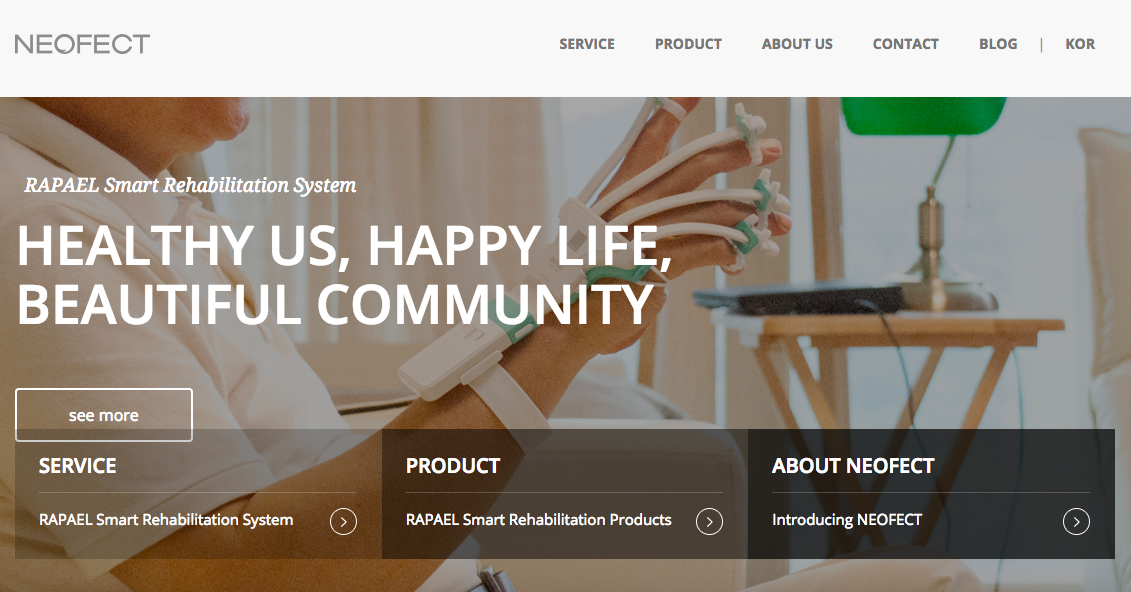 NEOFECT
SERVICE PRODUCT ABOUT US CONTACT BLOG | KOR
RAPAEL Smart Rehabilitation System
HEALTHY US, HAPPY LIFE,
BEAUTIFUL COMMUNITY
see more
SERVICE
RAPAEL Smart Rehabilitation System
PRODUCT
RAPAEL Smart Rehabilitation Products
ABOUT NEOFECT
Introducing NEOFECT